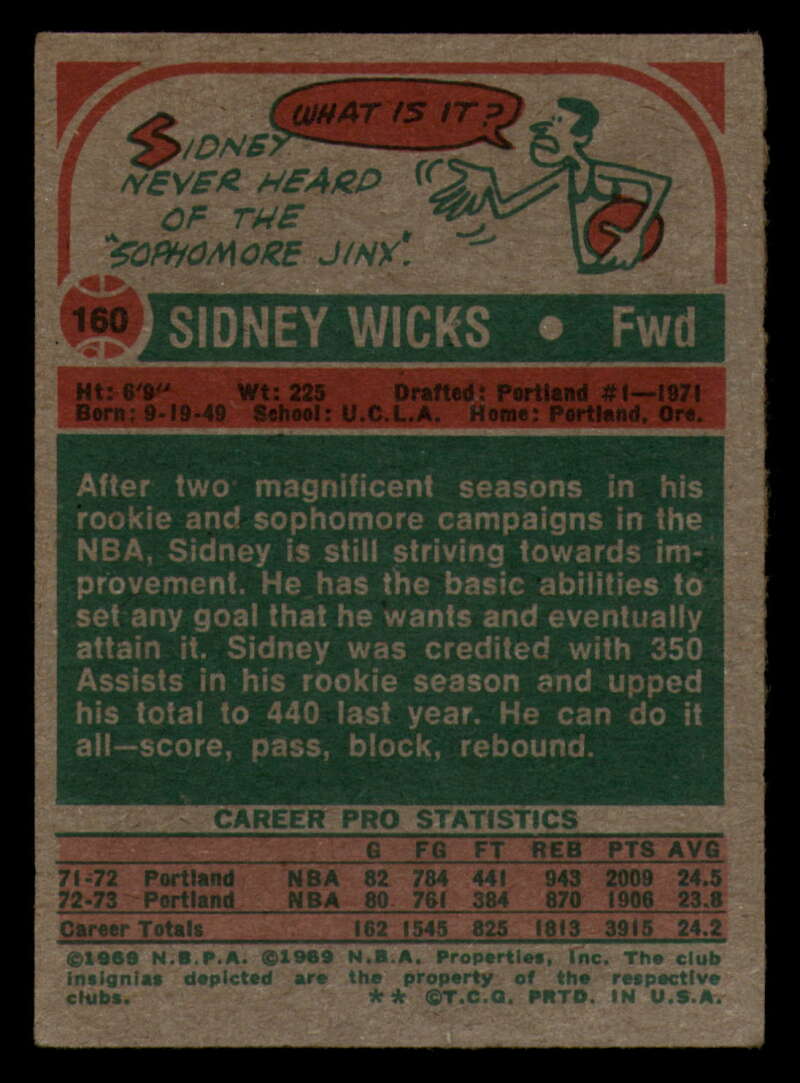 WHAT IS IT?
SIDNEY
NEVER HEARD
OF THE
"SOPHOMORE JINX".
160 SIDNEY WICKS • Fwd
Ht: 6'9" Wt: 225 Drafted: Portland #1—1971
Born: 9-19-49 School: U.C.L.A. Home: Portland, Ore.
After two magnificent seasons in his
rookie and sophomore campaigns in the
NBA, Sidney is still striving towards im-
provement. He has the basic abilities to
set any goal that he wants and eventually
attain it. Sidney was credited with 350
Assists in his rookie season and upped
his total to 440 last year. He can do it
all—score, pass, block, rebound.
CAREER PRO STATISTICS
G FG FT REB PTS AVG
71-72 Portland NBA 82 784 441 943 2009 24.5
72-73 Portland NBA 80 761 384 870 1906 23.8
Career Totals 162 1545 825 1813 3915 24.2
©1969 N.B.P.A. ©1969 N.B.A. Properties, Inc. The club
insignias depicted are the property of the respective
clubs. ** ©T.C.G. PRTD. IN U.S.A.